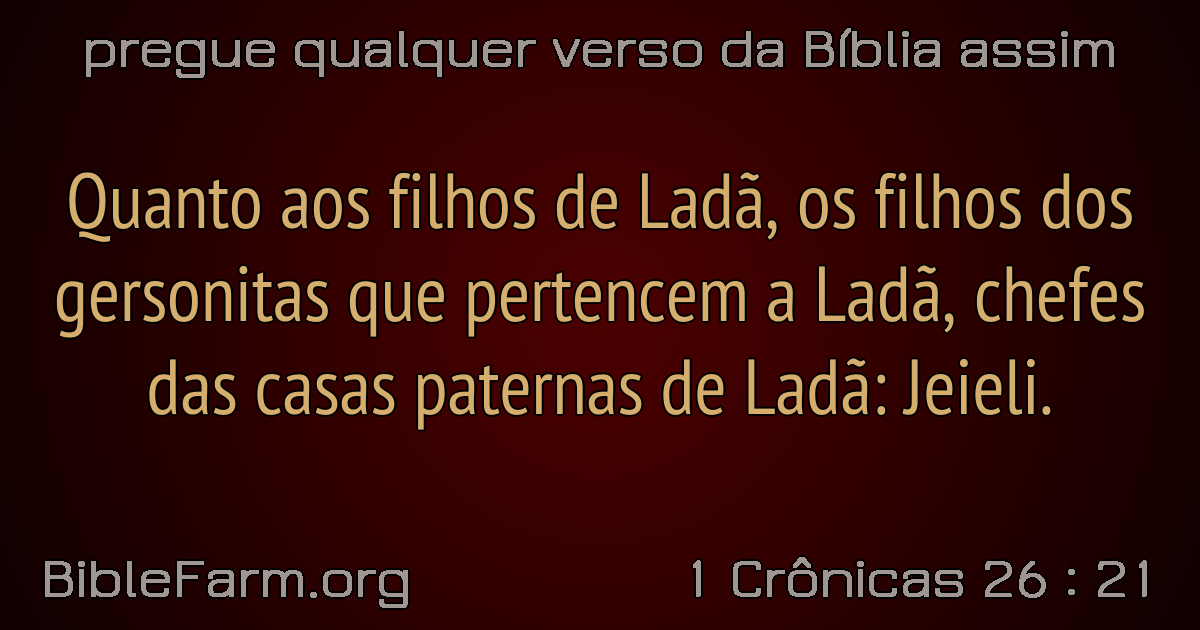 pregue qualquer verso da Bíblia assim
Quanto aos filhos de Ladã, os filhos dos
gersonitas que pertencem a Ladã, chefes
das casas paternas de Ladã: Jeieli.
BibleFarm.org
1 Crônicas 26 : 21